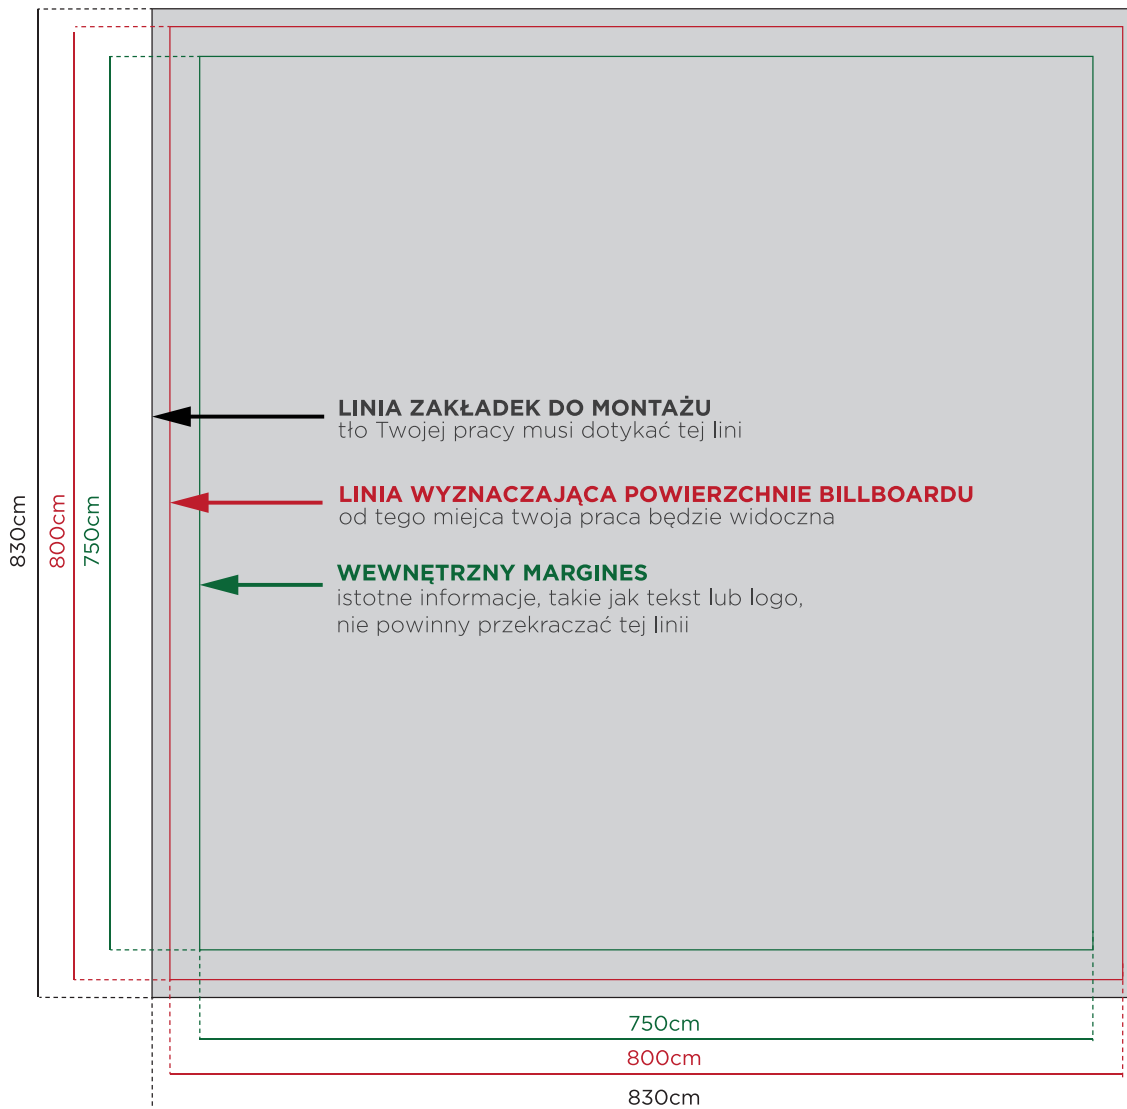 LINIA ZAKŁADEK DO MONTAŻU
tło Twojej pracy musi dotykać tej lini
LINIA WYZNACZAJĄCA POWIERZCHNIE BILLBOARDU
od tego miejca twoja praca będzie widoczna
WEWNĘTRZNY MARGINES
istotne informacje, takie jak tekst lub logo,
nie powinny przekraczać tej linii
830cm
800cm
750cm
750cm
800cm
830cm